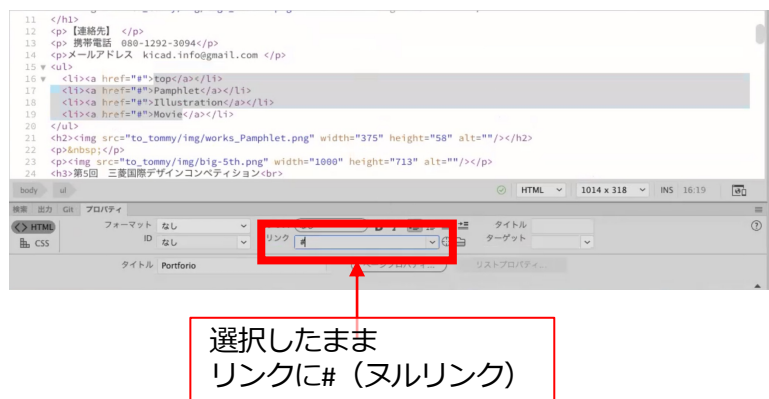 11 </h1>
12 <p>【連絡先】 </p>
13 <p> 携帯電話 080-1292-3094</p>
14 <p>メールアドレス kicad.info@gmail.com </p>
15 <ul>
16 <li><a href="#">top</a></li>
17 <li><a href="#">Pamphlet</a></li>
18 <li><a href="#">Illustration</a></li>
19 <li><a href="#">Movie</a></li>
20 </ul>
21 <h2><img src="to_tommy/img/works_Pamphlet.png" width="375" height="58" alt=""/></h2>
22 <p>&nbsp;</p>
23 <p><img src="to_tommy/img/big-5th.png" width="1000" height="713" alt=""/></p>
24 <h3>第5回 三菱国際デザインコンペティション<br>
body ul HTML 1014 x 318 INS 16:19
検索 出力 Git プロパティ
<> HTML フォーマット なし タイトル
CSS ID なし リンク # ターゲット
タイトル Portforio リストプロパティ...
選択したまま
リンクに#（ヌルリンク）